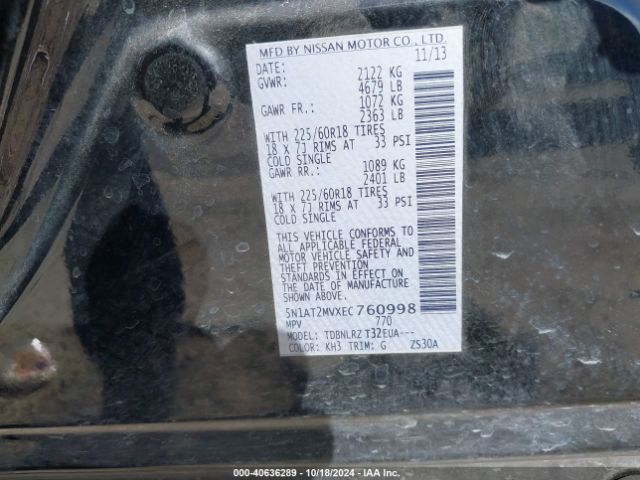 MFD BY NISSAN MOTOR CO., LTD.
DATE: 11/13
GVWR: 2122 KG
4679 LB
GAWR FR.: 1072 KG
2363 LB
WITH 225/60R18 TIRES
18 X 7J RIMS AT 33 PSI
COLD SINGLE
GAWR RR.: 1089 KG
2401 LB
WITH 225/60R18 TIRES
18 X 7J RIMS AT 33 PSI
COLD SINGLE
THIS VEHICLE CONFORMS TO
ALL APPLICABLE FEDERAL
MOTOR VEHICLE SAFETY AND
THEFT PREVENTION
STANDARDS IN EFFECT ON
THE DATE OF MANUFACTURE
SHOWN ABOVE.
5N1AT2MVXEC760998
MPV 770
MODEL: TDBNLRZ T32EUA---
COLOR: KH3 TRIM: G ZS30A
000-40636289 - 10/18/2024 - IAA Inc.